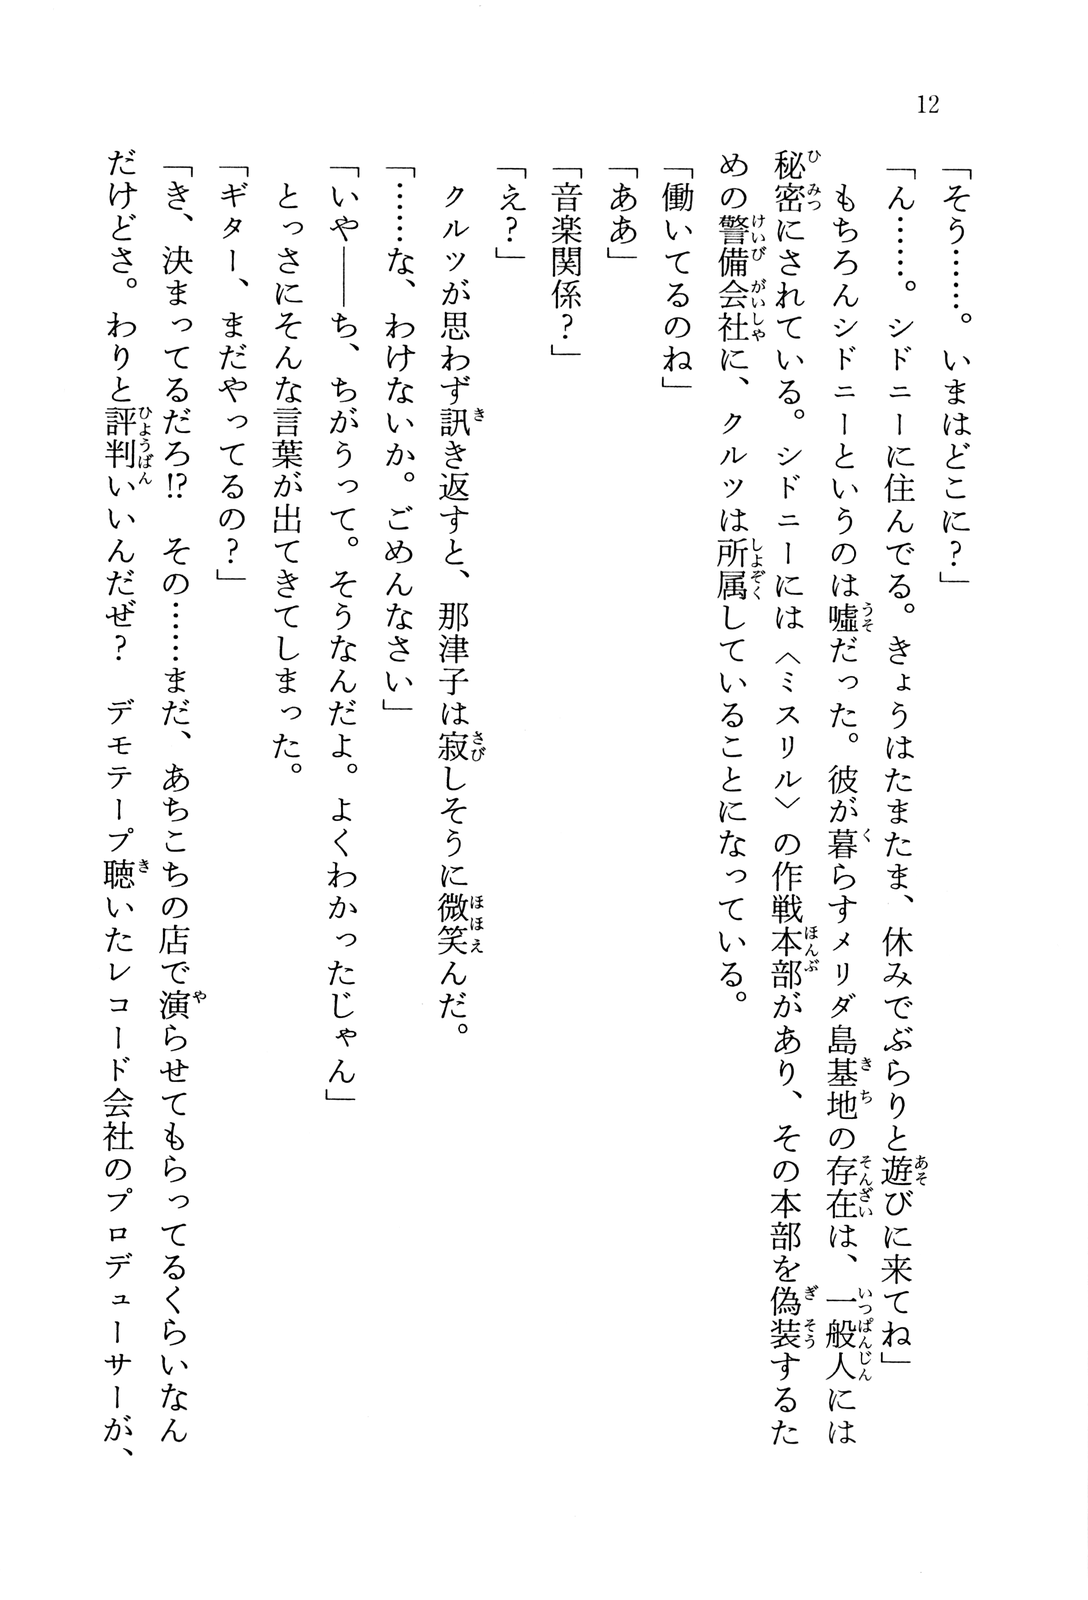 12
「そう……。いまはどこに？」
「ん……。シドニーに住んでる。きょうはたまたま、休みでぶらりと遊びに来てね」
もちろんシドニーというのは嘘だった。彼が暮らすメリダ島基地の存在は、一般人には
秘密にされている。シドニーには〈ミスリル〉の作戦本部があり、その本部を偽装するた
めの警備会社に、クルツは所属していることになっている。
「働いてるのね」
「ああ」
「音楽関係？」
「え？」
クルツが思わず訊き返すと、那津子は寂しそうに微笑んだ。
「……な、わけないか。ごめんなさい」
「いや――ち、ちがうって。そうなんだよ。よくわかったじゃん」
とっさにそんな言葉が出てきてしまった。
「ギター、まだやってるの？」
「き、決まってるだろ!?　その……まだ、あちこちの店で演らせてもらってるくらいなん
だけどさ。わりと評判いいんだぜ？　デモテープ聴いたレコード会社のプロデューサーが、